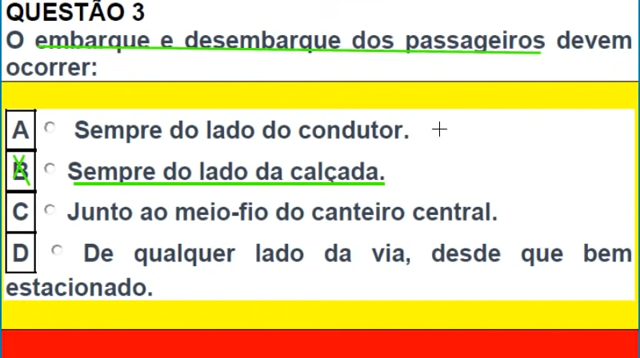 QUESTÃO 3
O embarque e desembarque dos passageiros devem
ocorrer:
A Sempre do lado do condutor.
B Sempre do lado da calçada.
C Junto ao meio-fio do canteiro central.
D De qualquer lado da via, desde que bem
estacionado.